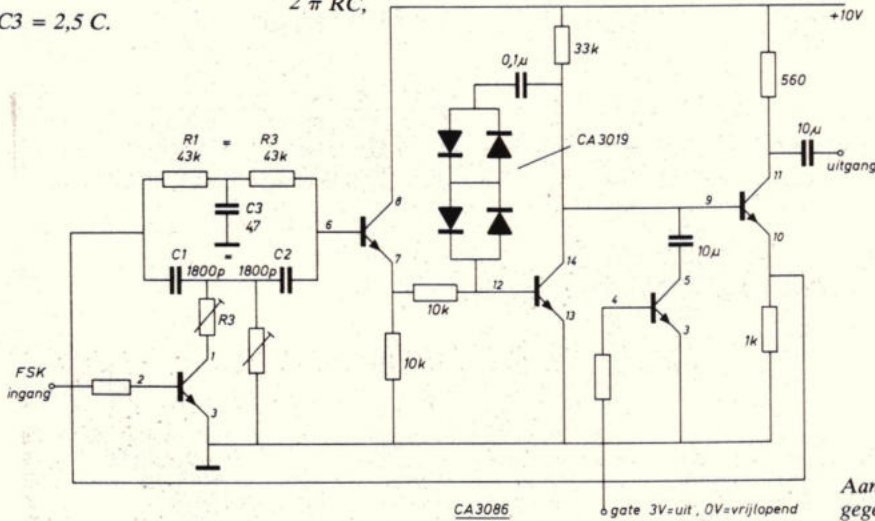 C3 = 2,5 C.
2 π RC,
+10V
33k
0,1μ
560
R1 = R3
43k 43k
CA3019
10μ
uitgang
C3
47
=
C1 C2
1800p 1800p
R3
6
8
7
12
10k
10k
14
13
9
10μ
4
5
3
11
10
1k
FSK
ingang
2
1
3
CA3086
gate 3V=uit, 0V=vrijlopend
Aan
gege